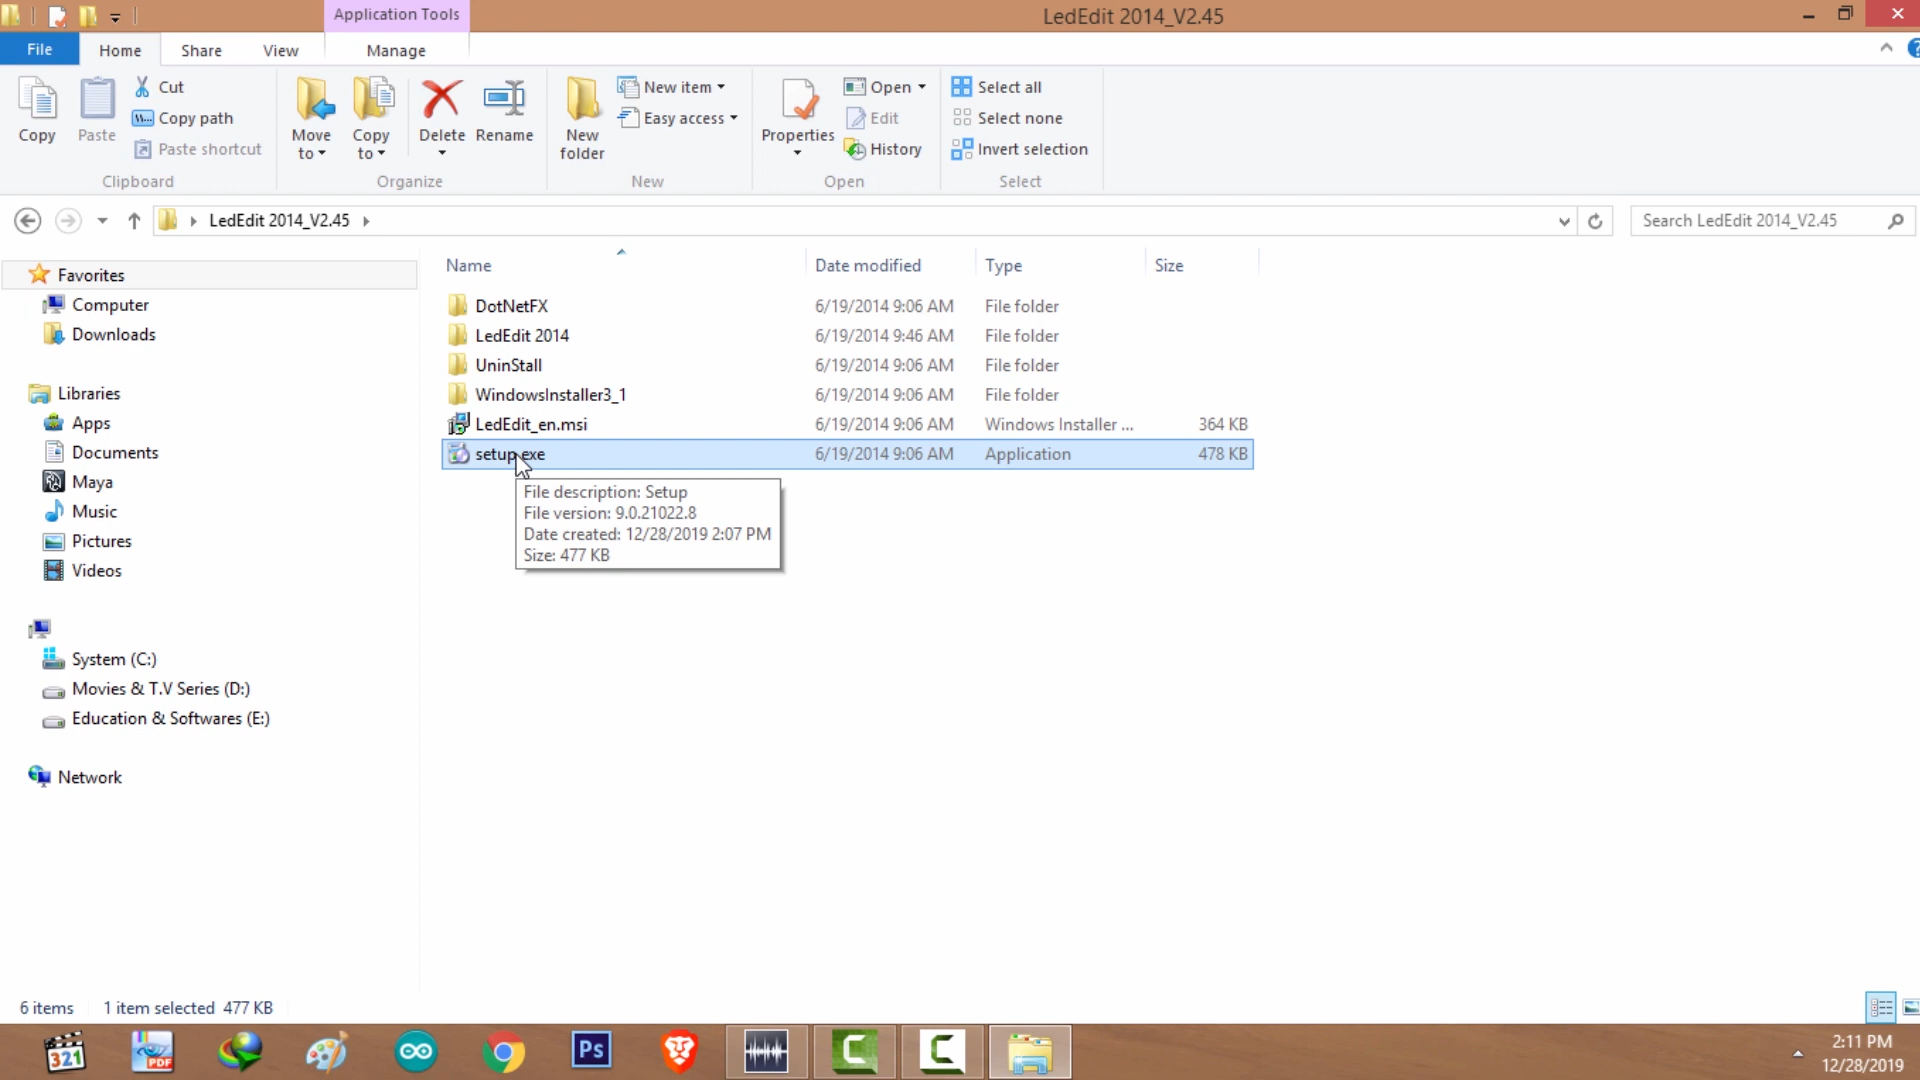 Application Tools
LedEdit 2014_V2.45
File
Home
Share
View
Manage
Copy
Paste
Cut
Copy path
Paste shortcut
Clipboard
Move to
Copy to
Delete
Rename
Organize
New folder
New item
Easy access
New
Properties
Open
Edit
History
Open
Select all
Select none
Invert selection
Select
LedEdit 2014_V2.45
Search LedEdit 2014_V2.45
Favorites
Computer
Downloads
Libraries
Apps
Documents
Maya
Music
Pictures
Videos
System (C:)
Movies & T.V Series (D:)
Education & Softwares (E:)
Network
Name Date modified Type Size
DotNetFX 6/19/2014 9:06 AM File folder
LedEdit 2014 6/19/2014 9:46 AM File folder
UninStall 6/19/2014 9:06 AM File folder
WindowsInstaller3_1 6/19/2014 9:06 AM File folder
LedEdit_en.msi 6/19/2014 9:06 AM Windows Installer ... 364 KB
setup.exe 6/19/2014 9:06 AM Application 478 KB
File description: Setup
File version: 9.0.21022.8
Date created: 12/28/2019 2:07 PM
Size: 477 KB
6 items 1 item selected 477 KB
321
PDF
Ps
2:11 PM
12/28/2019